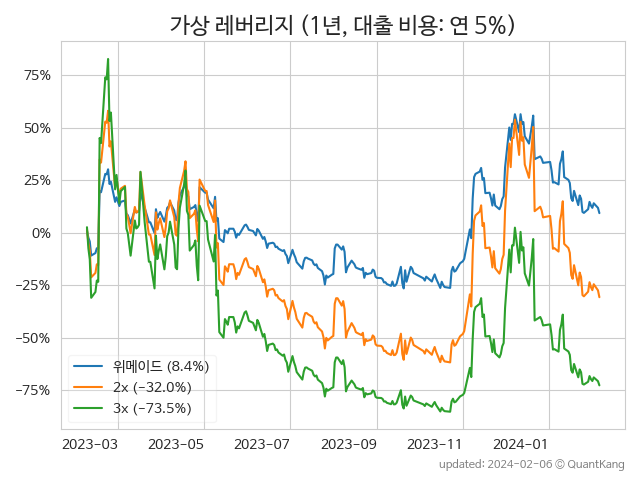 가상 레버리지 (1년, 대출 비용: 연 5%)
75%
50%
25%
0%
−25%
−50%
−75%
위메이드 (8.4%)
2x (−32.0%)
3x (−73.5%)
2023-03
2023-05
2023-07
2023-09
2023-11
2024-01
updated: 2024-02-06 © QuantKang